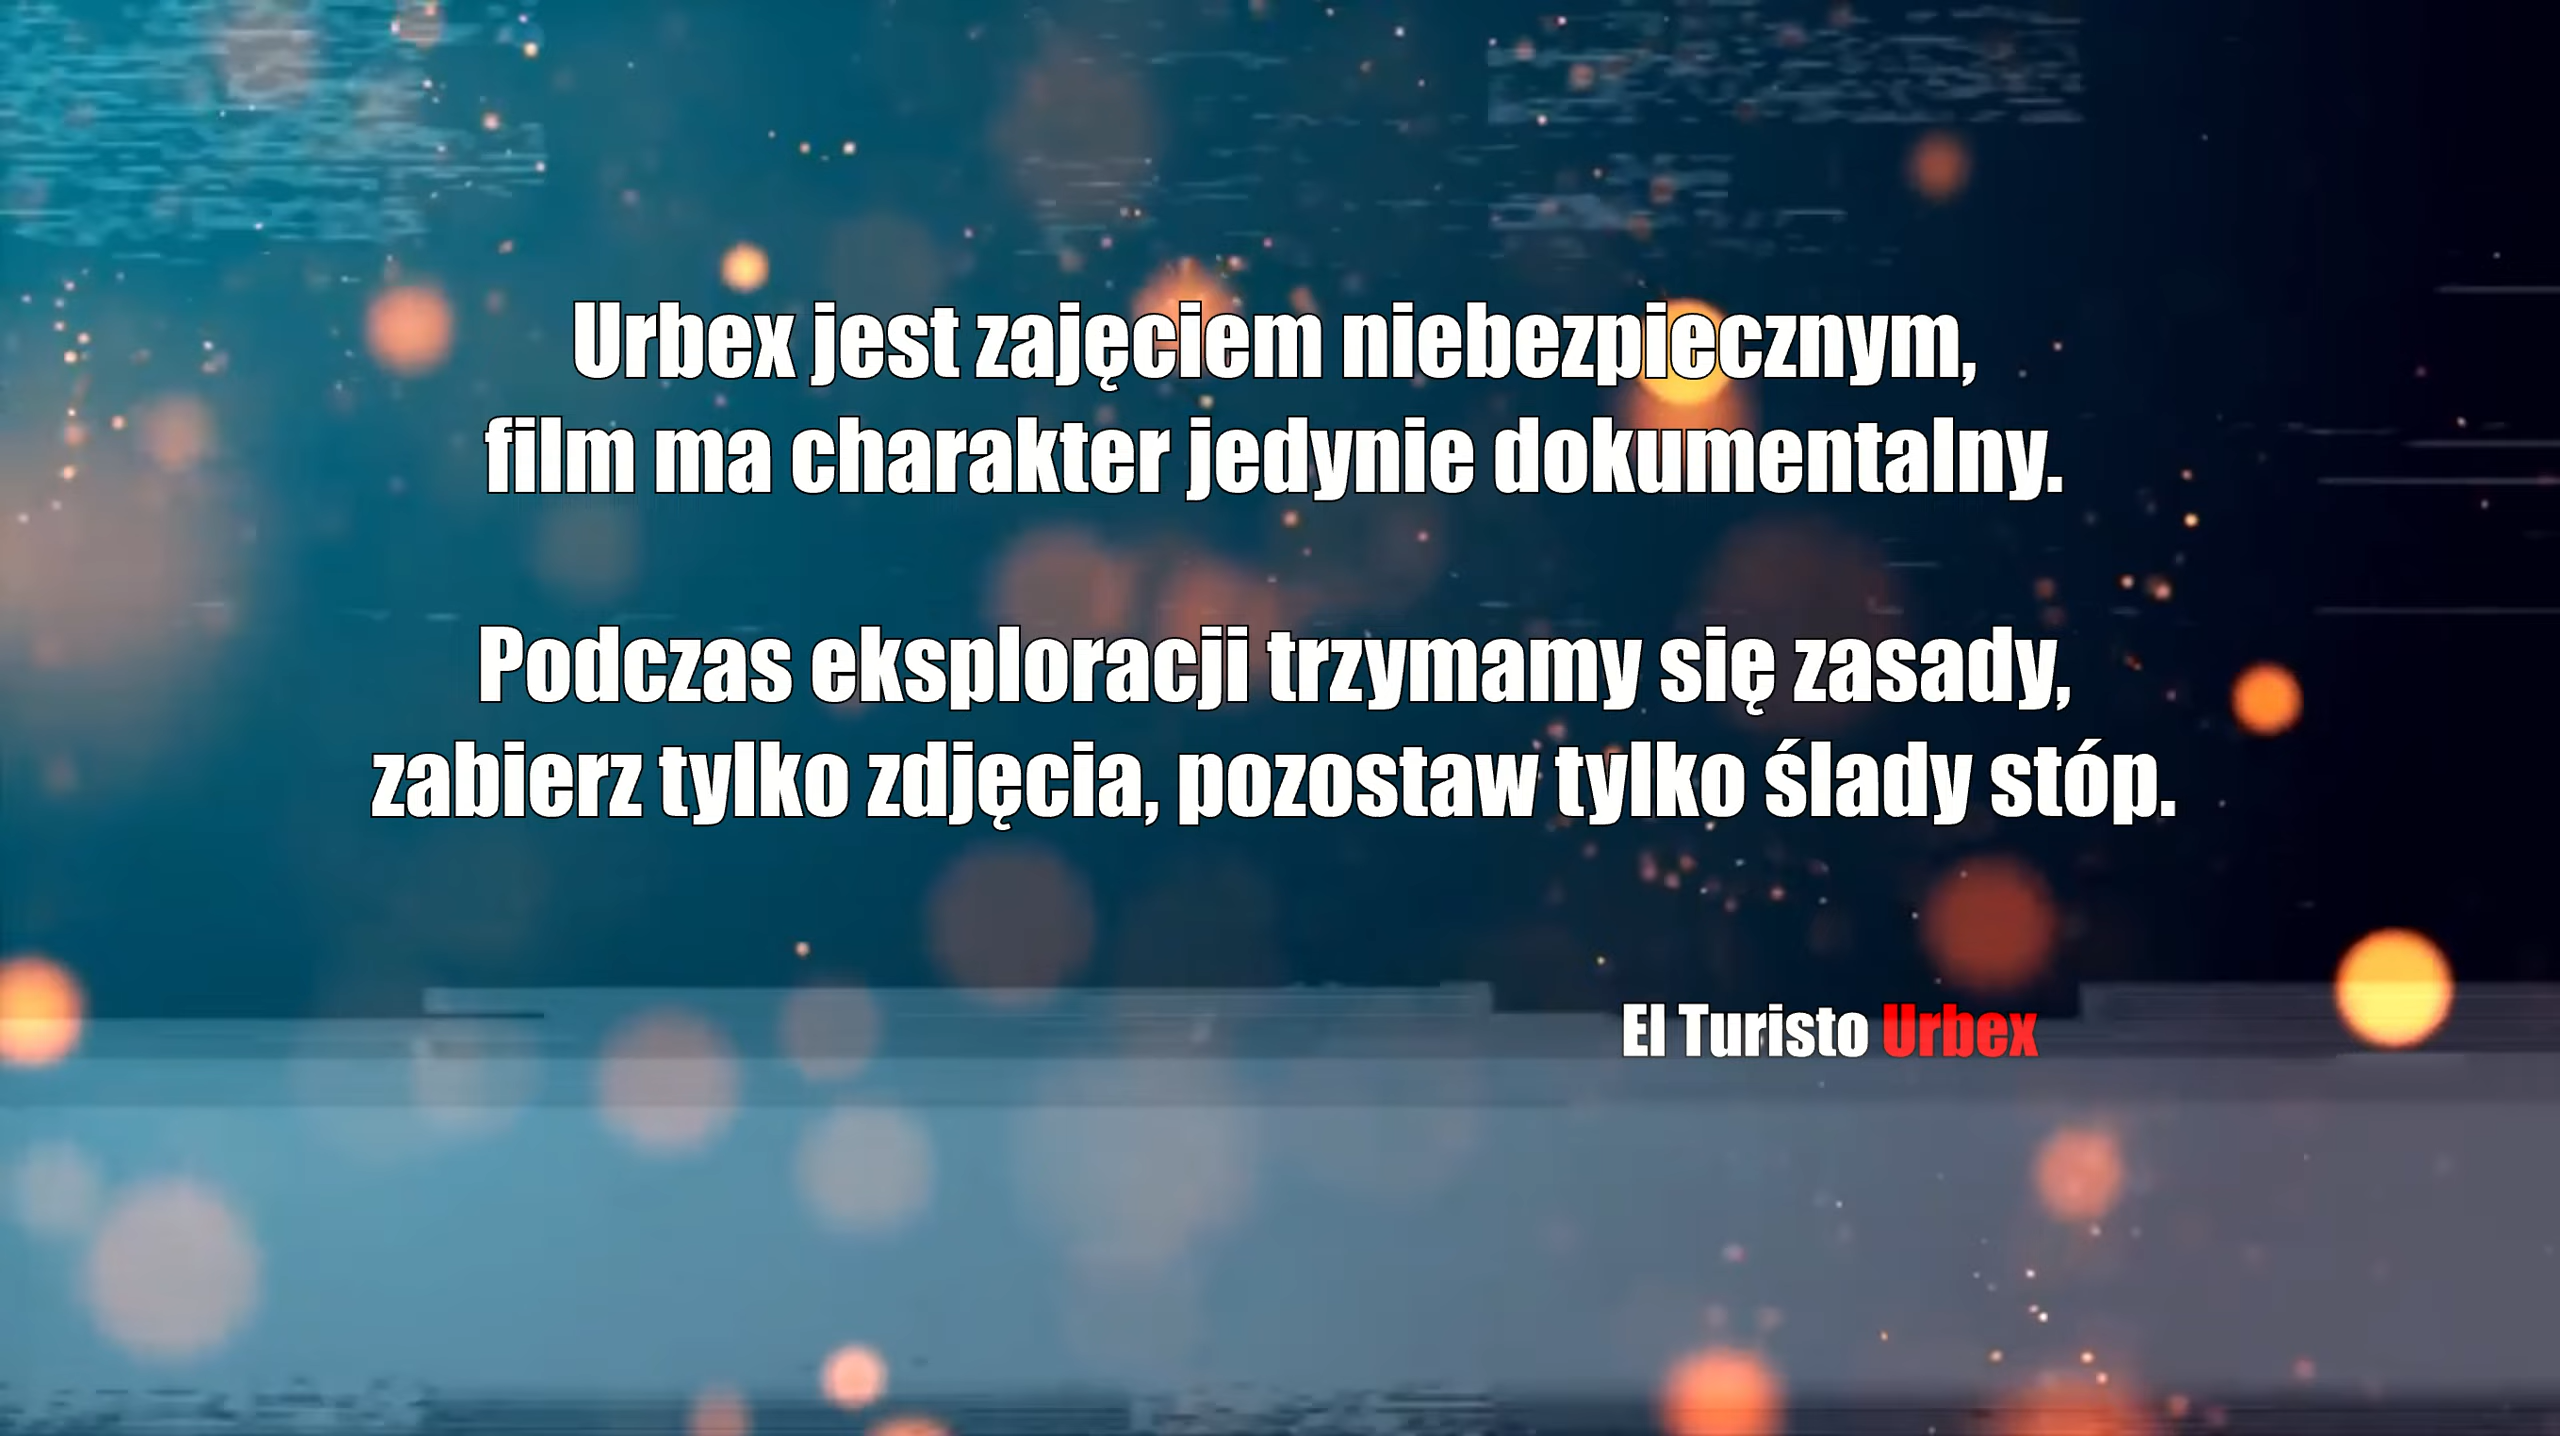 Urbex jest zajęciem niebezpiecznym,
film ma charakter jedynie dokumentalny.
Podczas eksploracji trzymamy się zasady,
zabierz tylko zdjęcia, pozostaw tylko ślady stóp.
El Turisto Urbex